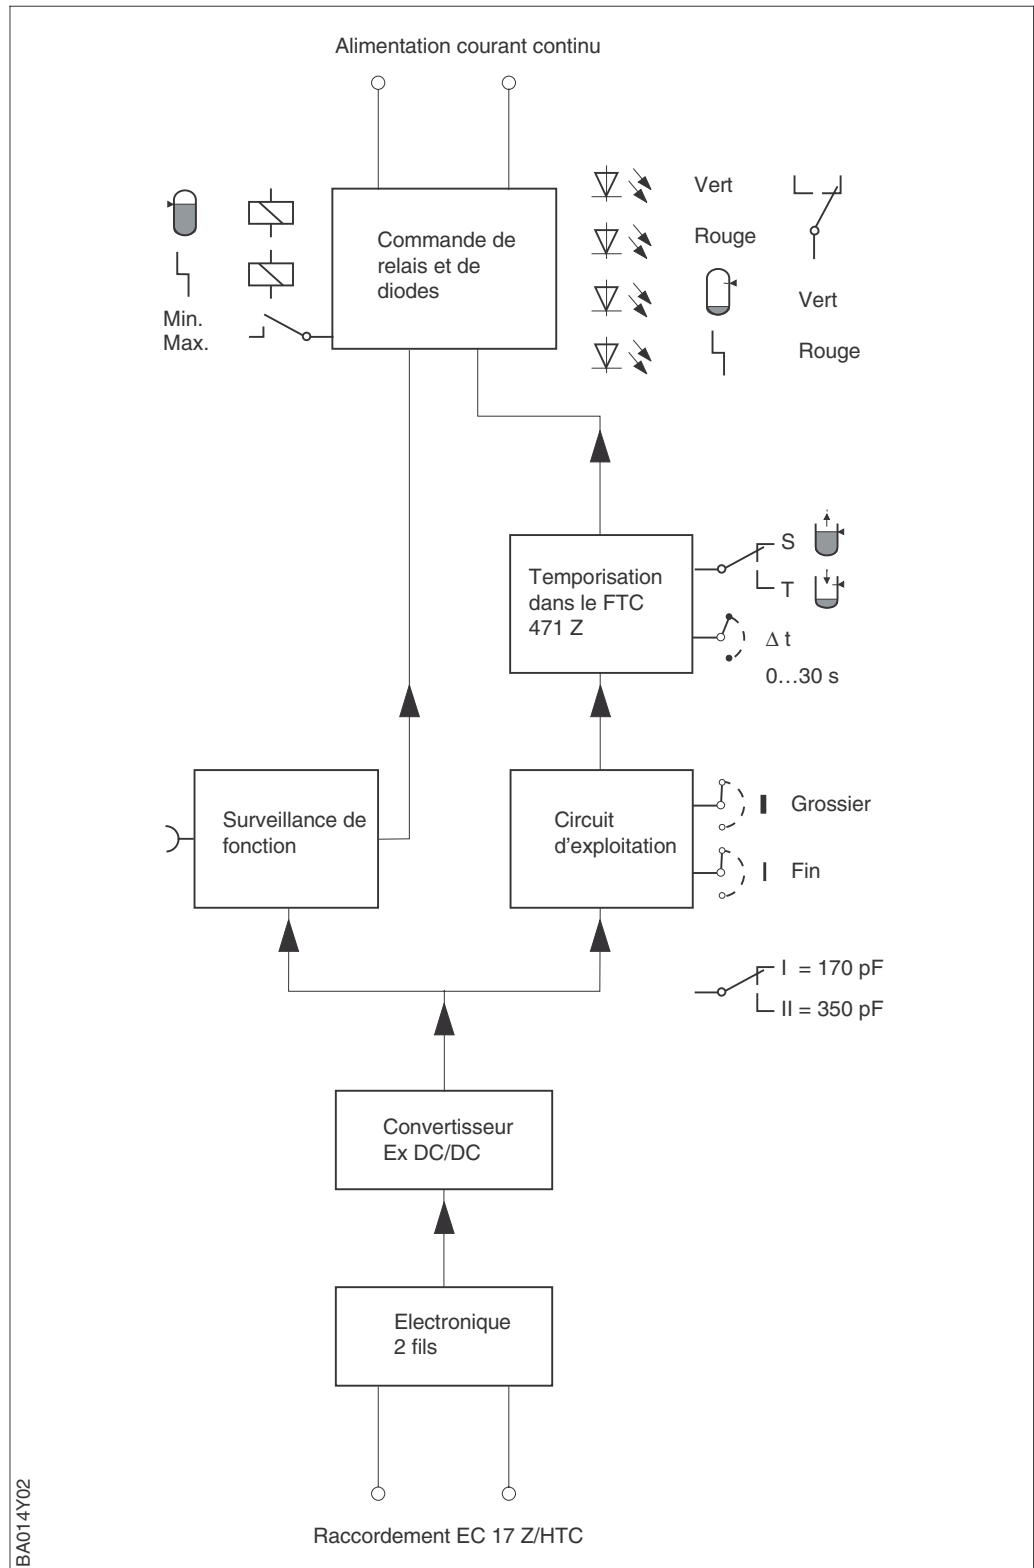 Alimentation courant continu
Vert
Commande de
relais et de
diodes
Rouge
Min.
Max.
Vert
Rouge
S
Temporisation
dans le FTC
471 Z
T
Δ t
0...30 s
Surveillance de
fonction
Circuit
d'exploitation
Grossier
Fin
I = 170 pF
II = 350 pF
Convertisseur
Ex DC/DC
Electronique
2 fils
Raccordement EC 17 Z/HTC
BA014Y02